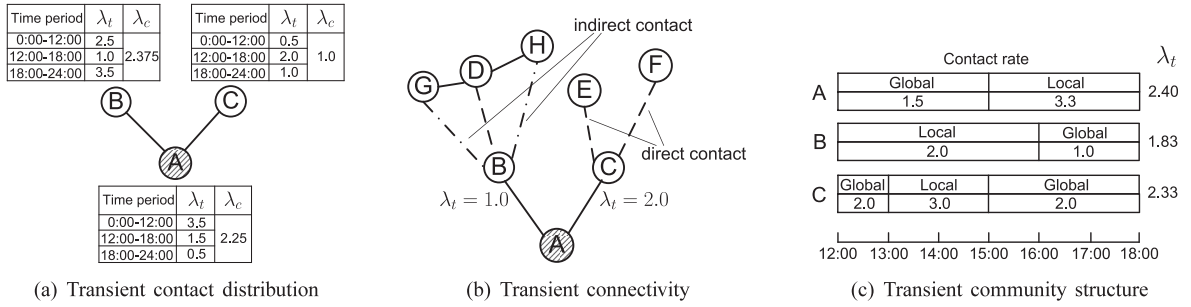 Time period λt λc
0:00-12:00 2.5
12:00-18:00 1.0 2.375
18:00-24:00 3.5
Time period λt λc
0:00-12:00 0.5
12:00-18:00 2.0 1.0
18:00-24:00 1.0
B
C
A
Time period λt λc
0:00-12:00 3.5
12:00-18:00 1.5 2.25
18:00-24:00 0.5
(a) Transient contact distribution
indirect contact
H
D
G
F
E
direct contact
B
C
λt = 1.0
λt = 2.0
A
(b) Transient connectivity
Contact rate
λt
A
Global Local
1.5 3.3
2.40
B
Local Global
2.0 1.0
1.83
C
Global Local Global
2.0 3.0 2.0
2.33
12:00 13:00 14:00 15:00 16:00 17:00 18:00
(c) Transient community structure